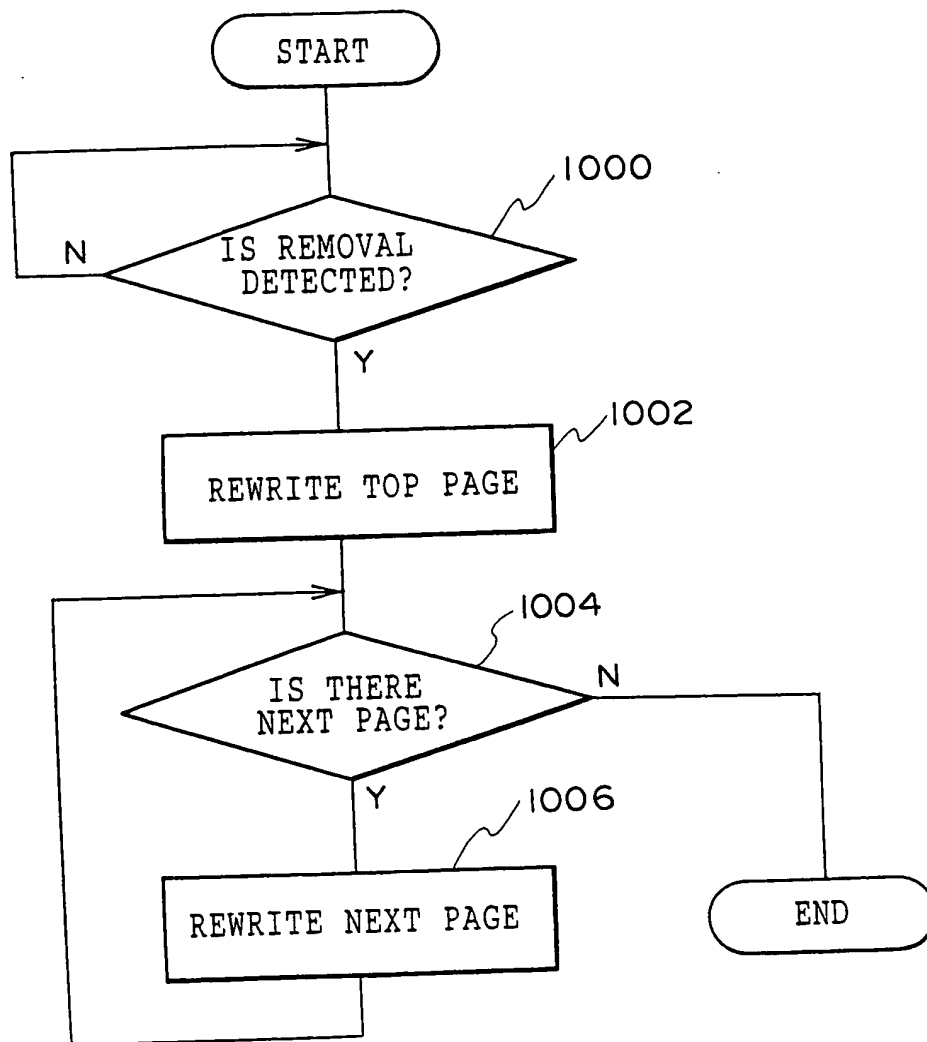 START
1000
N
IS REMOVAL
DETECTED?
Y
1002
REWRITE TOP PAGE
1004
N
IS THERE
NEXT PAGE?
Y
1006
REWRITE NEXT PAGE
END